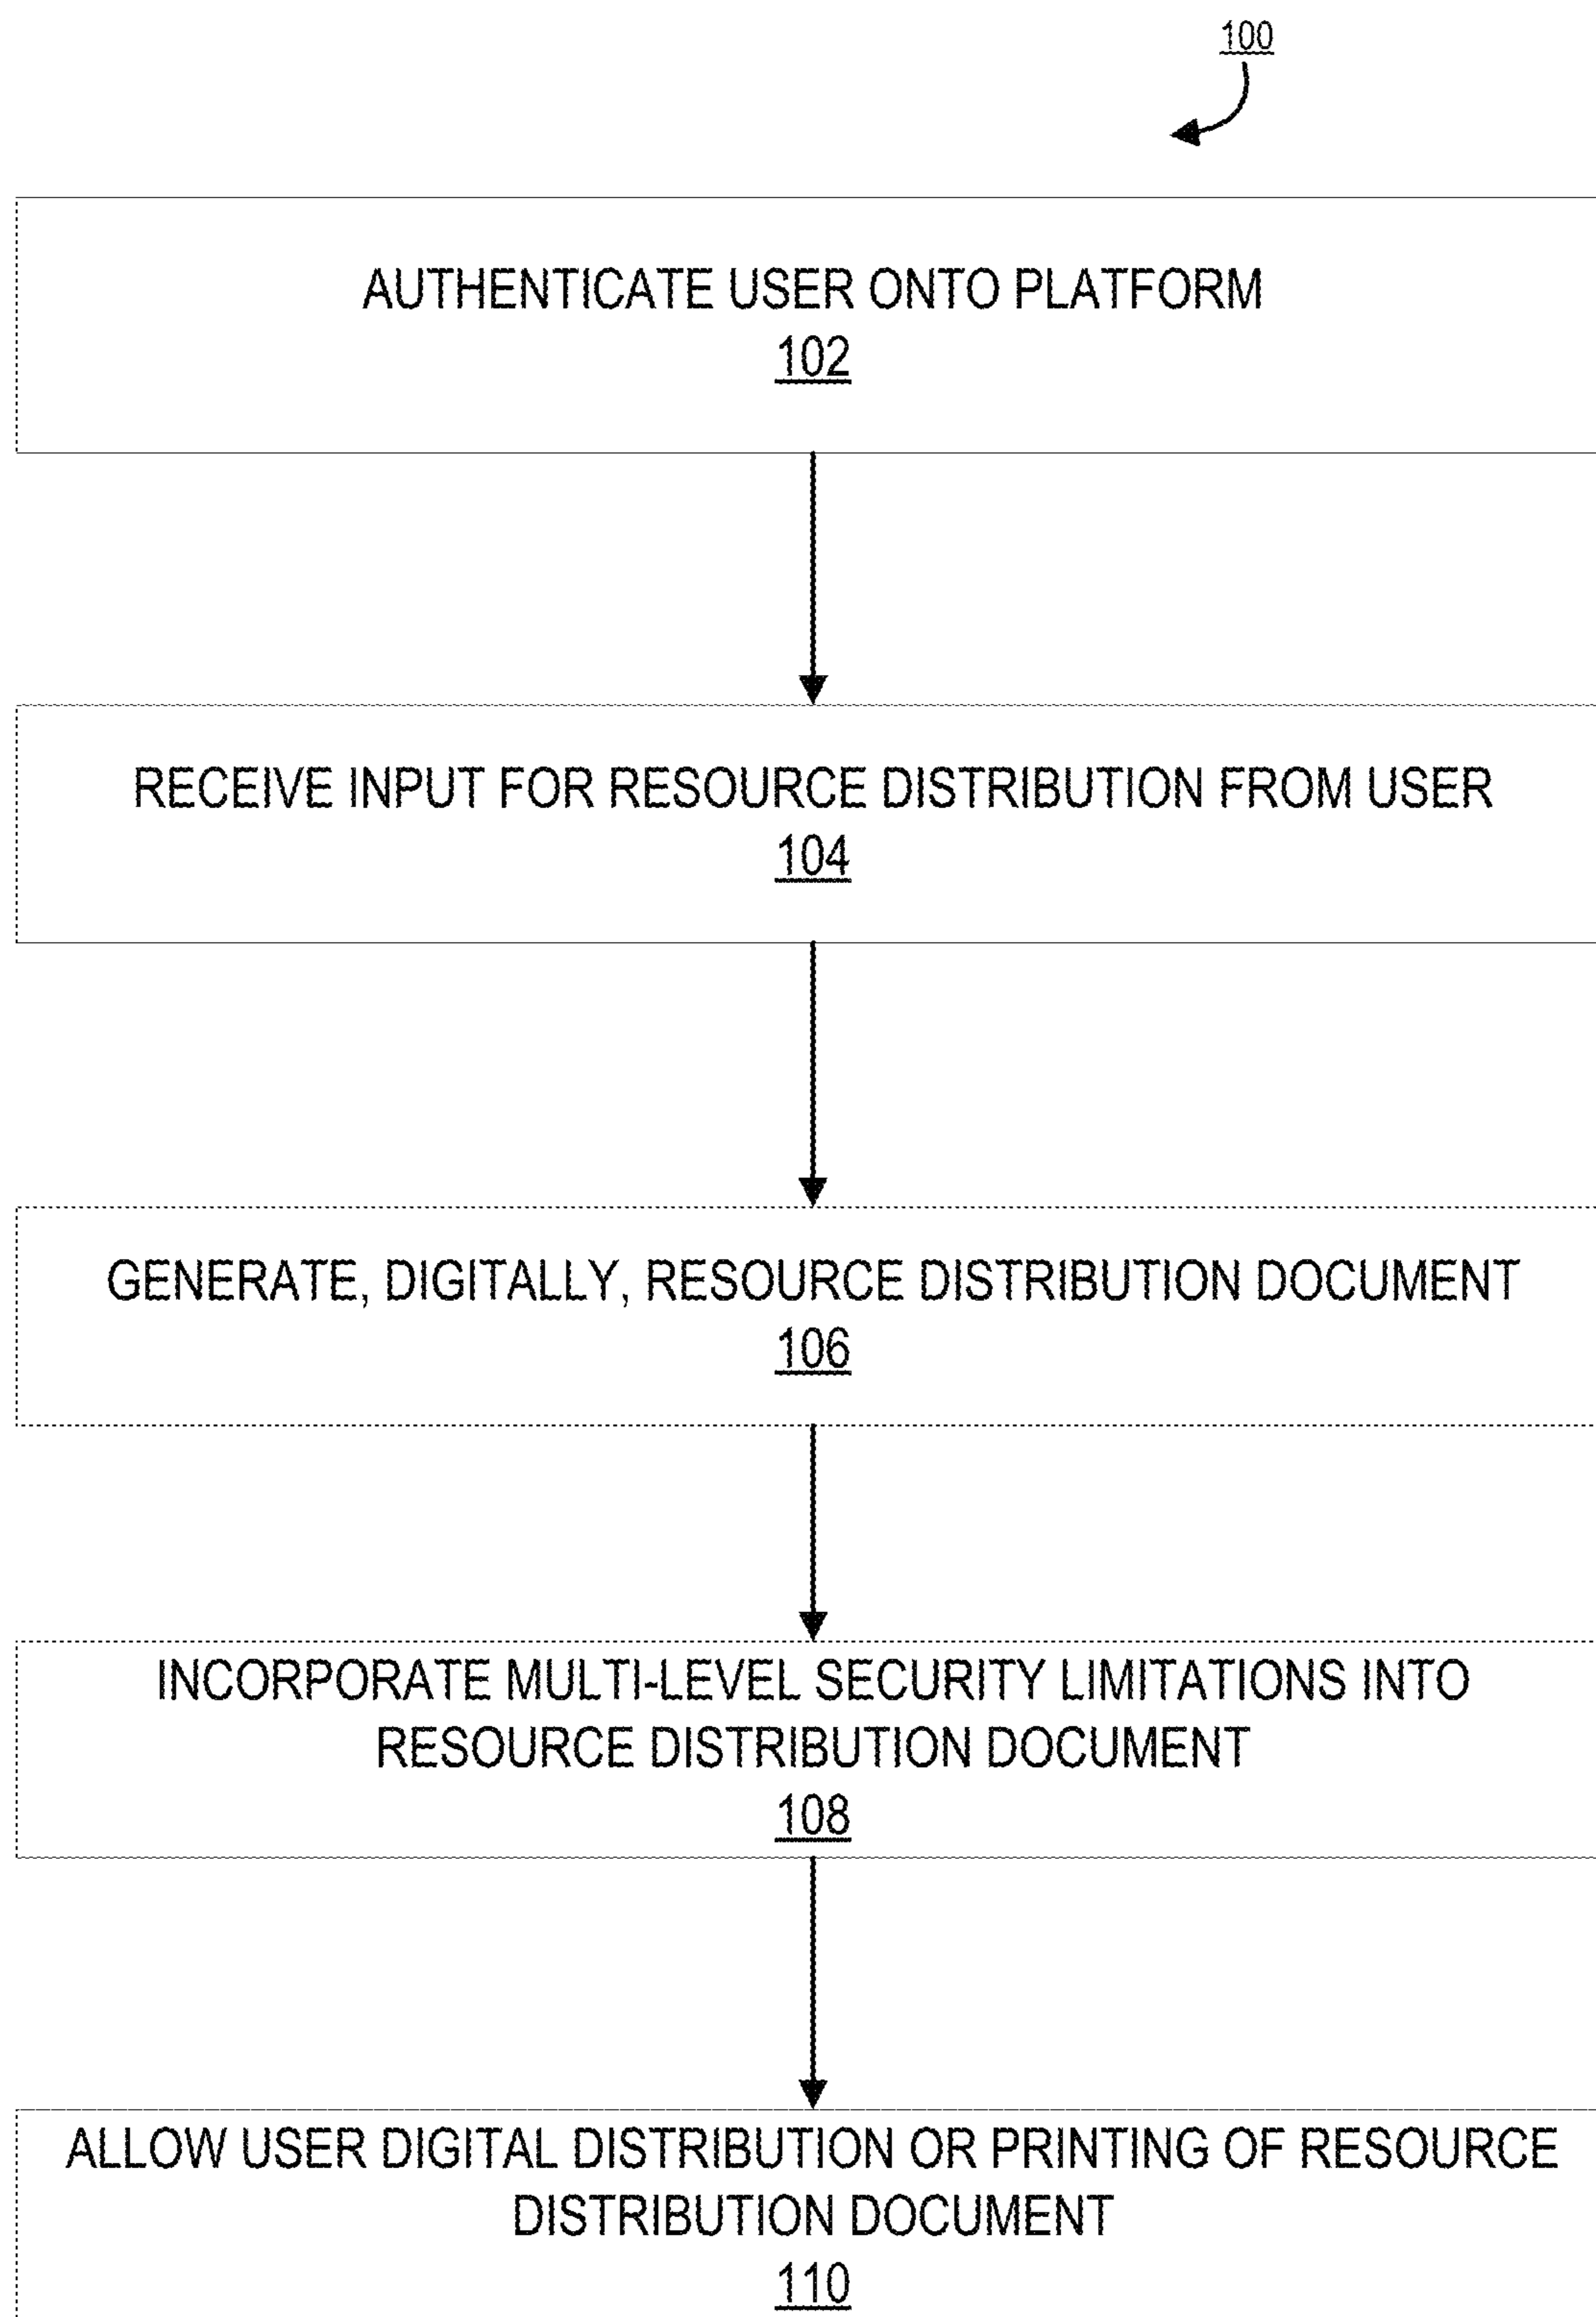 100
AUTHENTICATE USER ONTO PLATFORM
102
RECEIVE INPUT FOR RESOURCE DISTRIBUTION FROM USER
104
GENERATE, DIGITALLY, RESOURCE DISTRIBUTION DOCUMENT
106
INCORPORATE MULTI-LEVEL SECURITY LIMITATIONS INTO
RESOURCE DISTRIBUTION DOCUMENT
108
ALLOW USER DIGITAL DISTRIBUTION OR PRINTING OF RESOURCE
DISTRIBUTION DOCUMENT
110